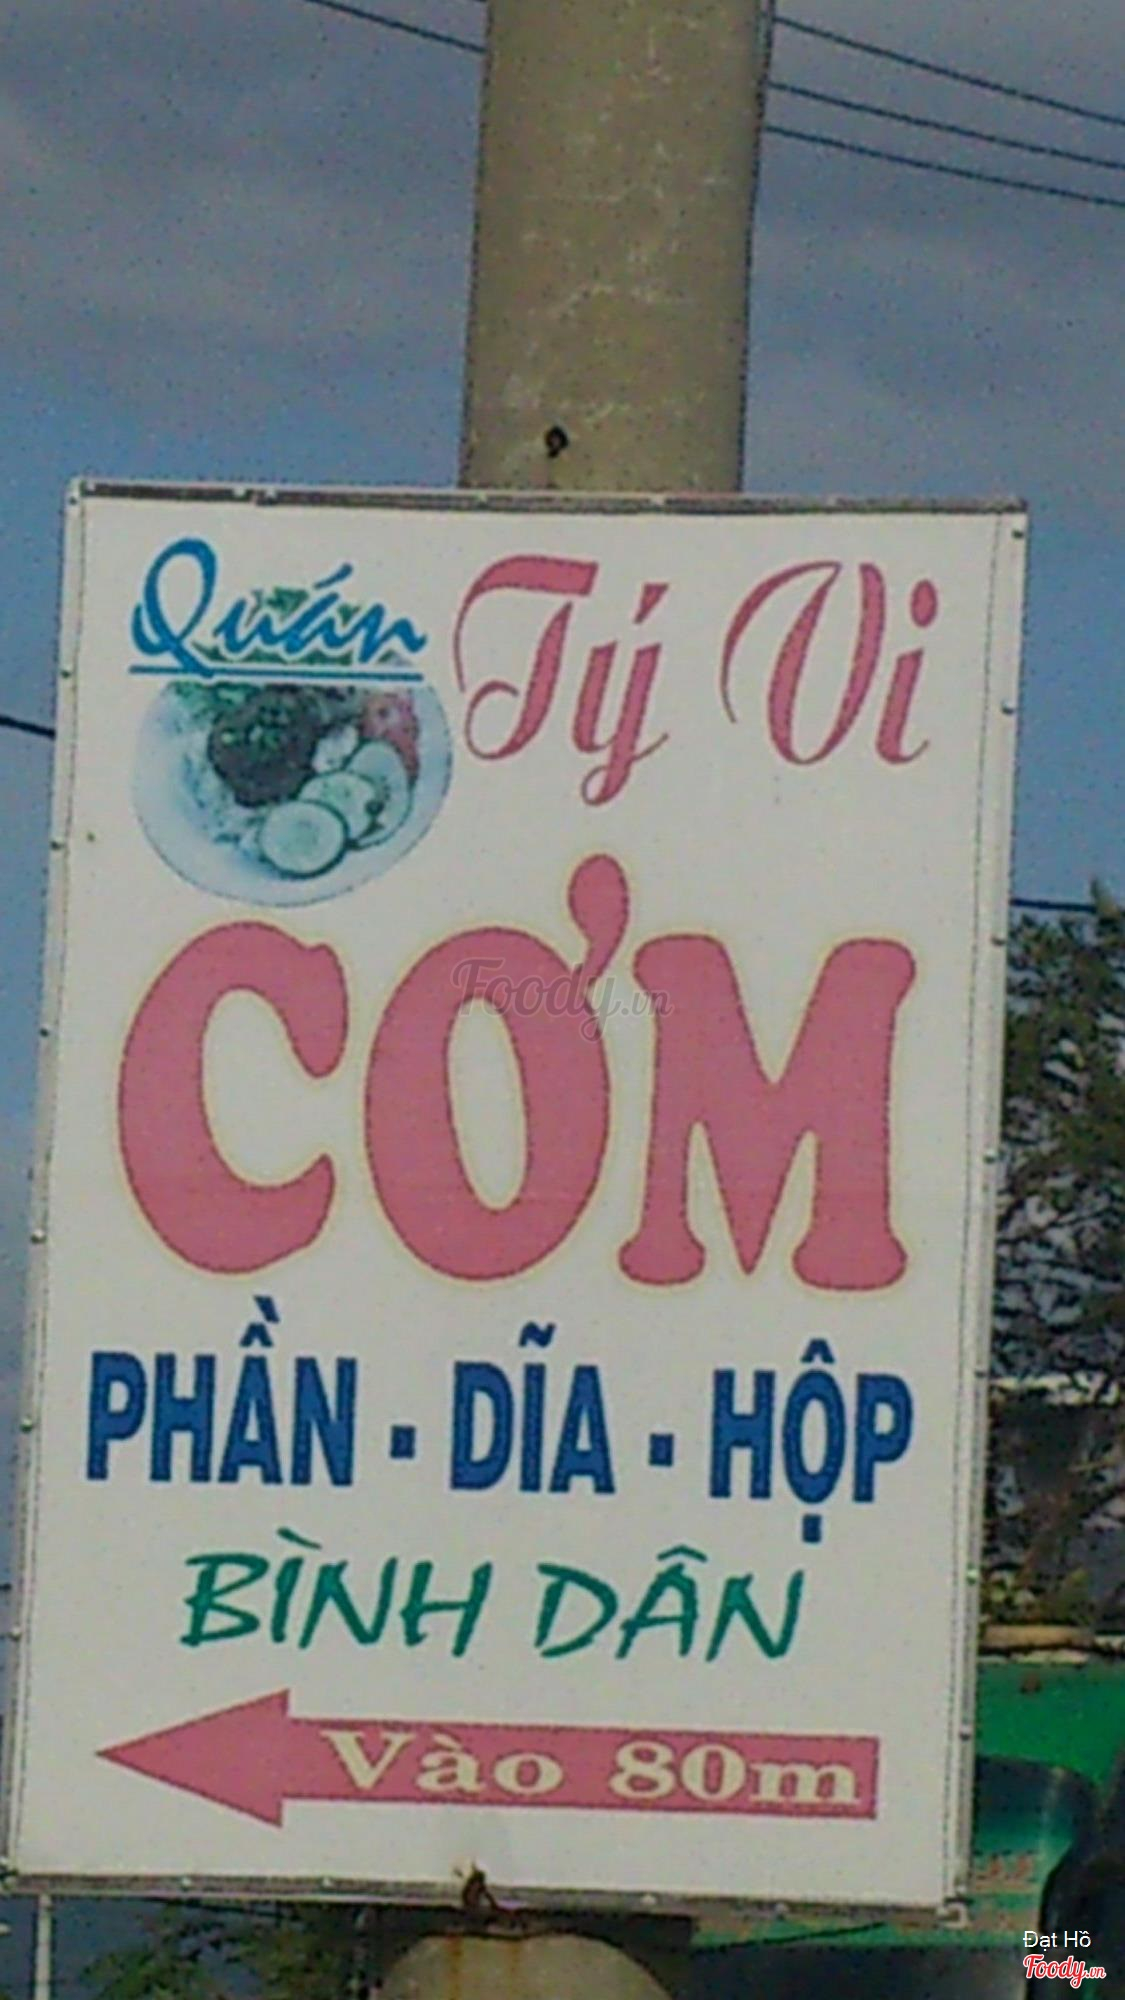 Quán Tý Vi
CƠM
Foody.vn
PHẦN - DĨA - HỘP
BÌNH DÂN
Vào 80m
Đạt Hồ
Foody.vn